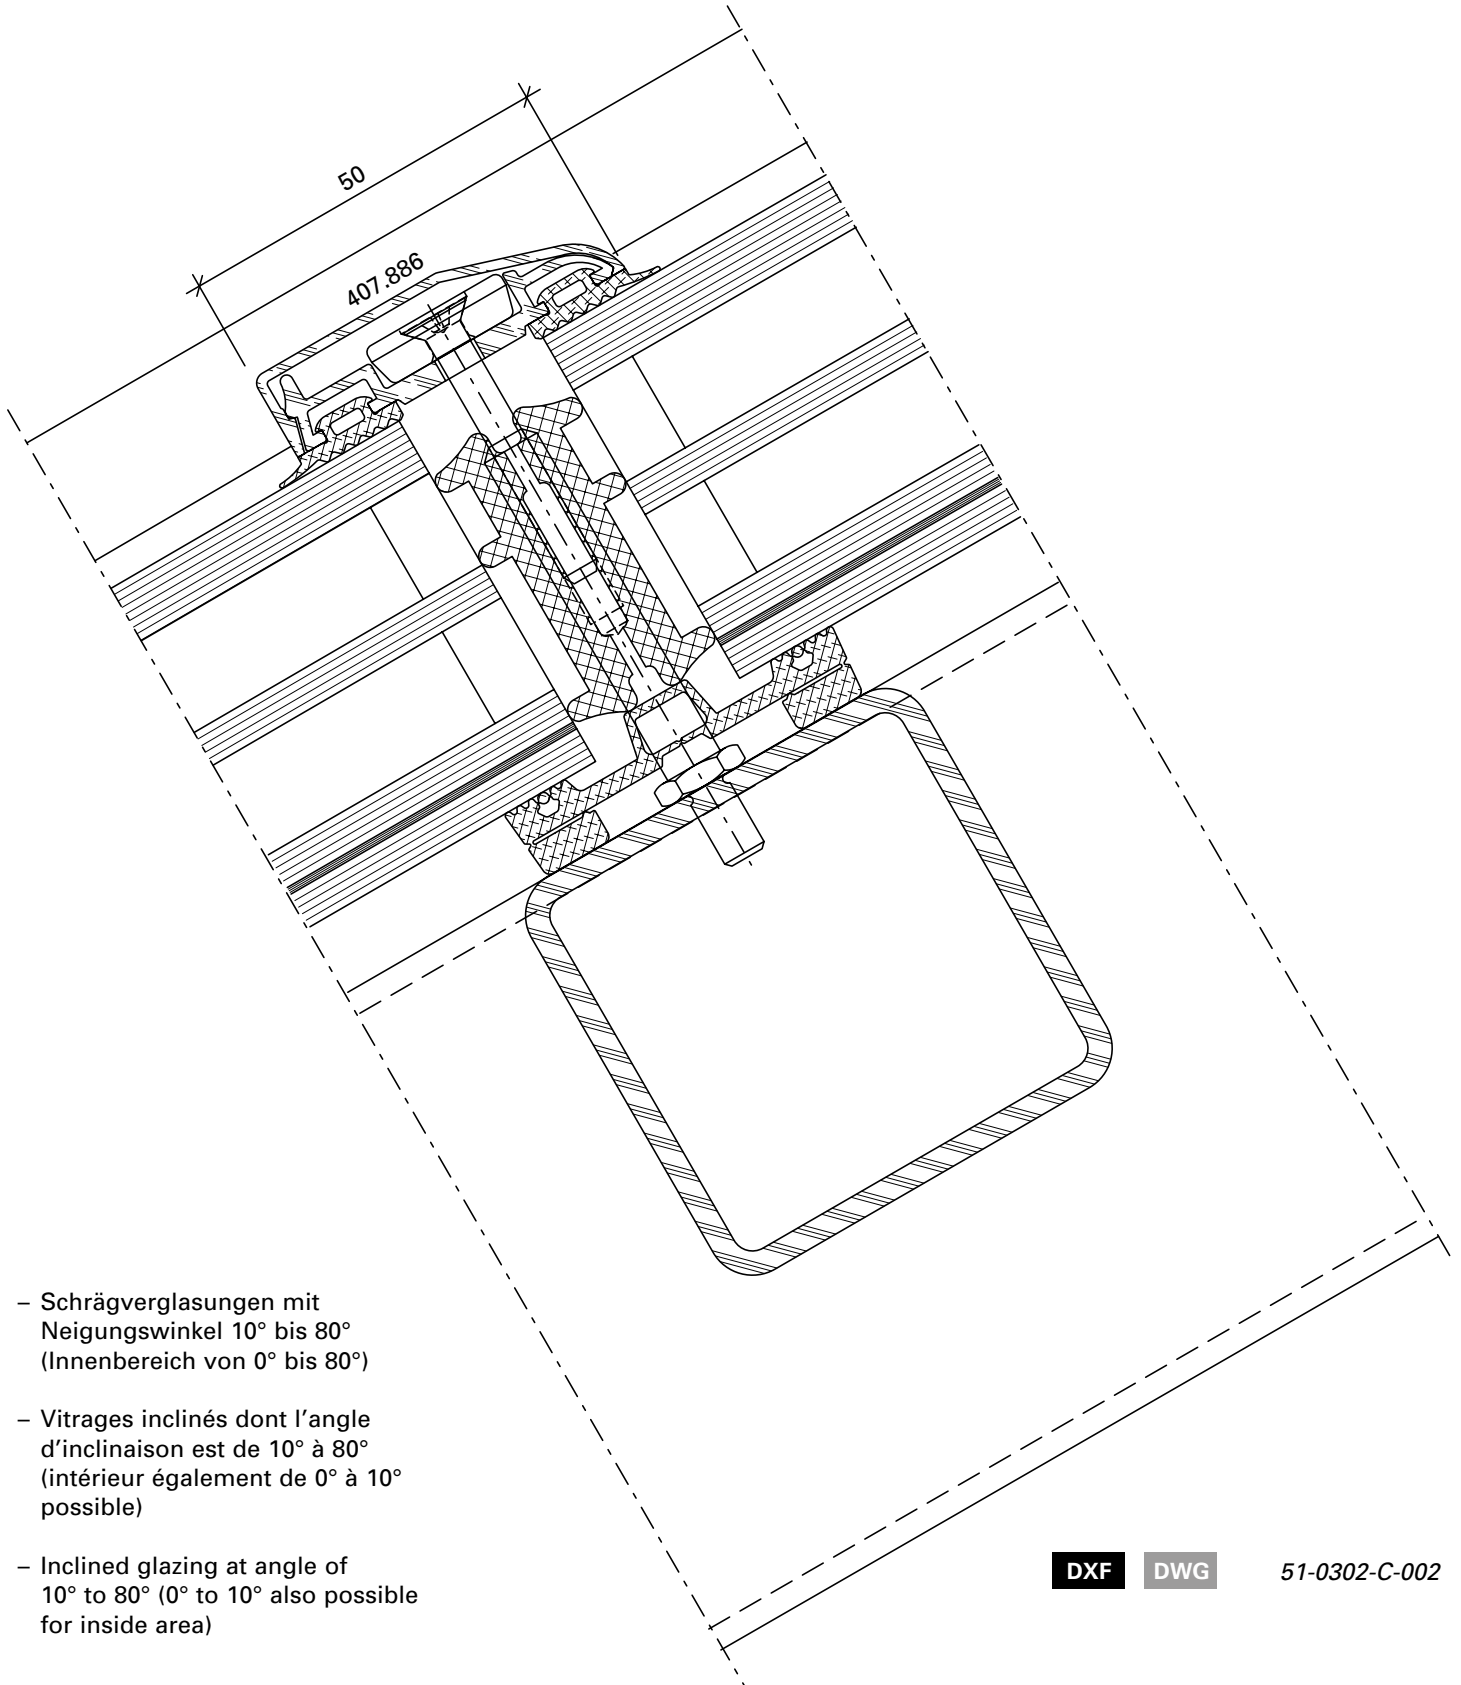 50
407.886
– Schrägverglasungen mit
Neigungswinkel 10° bis 80°
(Innenbereich von 0° bis 80°)
– Vitrages inclinés dont l’angle
d’inclinaison est de 10° à 80°
(intérieur également de 0° à 10°
possible)
– Inclined glazing at angle of
10° to 80° (0° to 10° also possible
for inside area)
DXF DWG 51-0302-C-002